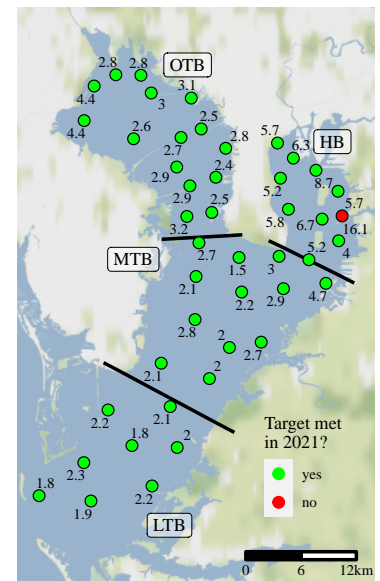 2.8 2.8
OTB
4.4 3 3.1
4.4 2.6 2.7 2.5 2.8
5.7 6.3 HB
2.9 2.4 5.2 8.7
2.9 2.5 5.8 6.7 5.7
3.2 16.1
MTB 2.7 1.5 3 5.2 4
2.1 2.2 2.9 4.7
2.8
2 2.7
2.1 2
2.2 2.1
1.8 2
2.3
1.8 1.9 2.2
LTB
Target met
in 2021?
yes
no
0 6 12km